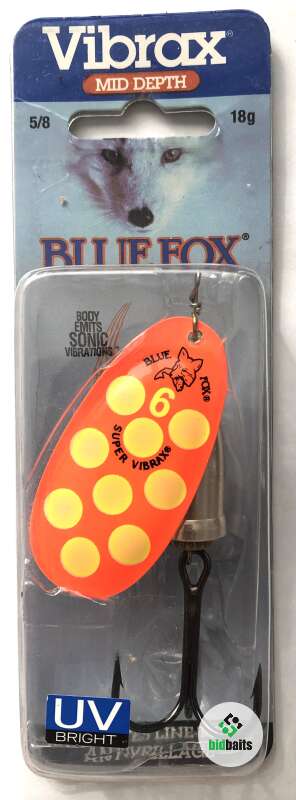 Vibrax®
MID DEPTH
5/8
18g
BLUE FOX®
BODY
EMITS
SONIC
VIBRATIONS
BLUE
FOX®
6
SUPER VIBRAX®
UV
BRIGHT
LINE
bidbaits